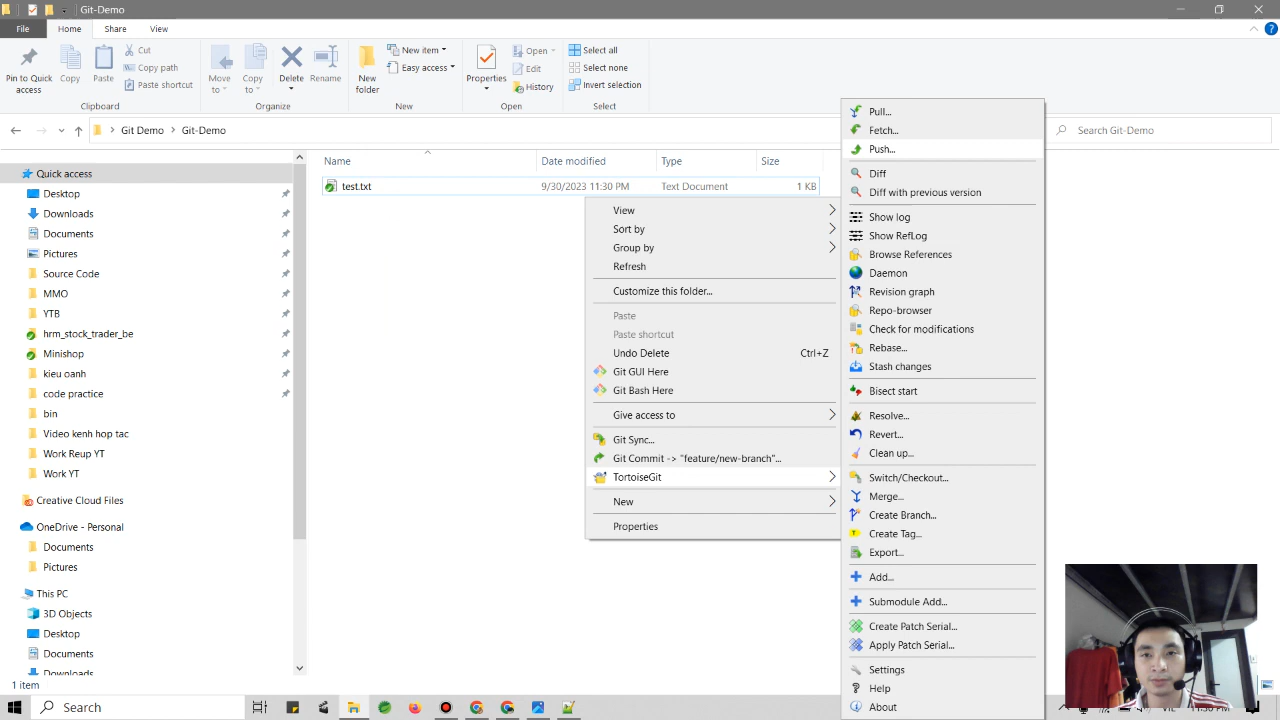 Git-Demo
File
Home
Share
View
Pin to Quick access
Copy
Paste
Cut
Copy path
Paste shortcut
Clipboard
Move to
Copy to
Delete
Rename
Organize
New folder
New item
Easy access
New
Properties
Open
Edit
History
Open
Select all
Select none
Invert selection
Select
Git Demo
Git-Demo
Search Git-Demo
Quick access
Desktop
Downloads
Documents
Pictures
Source Code
MMO
YTB
hrm_stock_trader_be
Minishop
kieu oanh
code practice
bin
Video kenh hop tac
Work Reup YT
Work YT
Creative Cloud Files
OneDrive - Personal
Documents
Pictures
This PC
3D Objects
Desktop
Documents
Downloads
Name
Date modified
Type
Size
test.txt
9/30/2023 11:30 PM
Text Document
1 KB
View
Sort by
Group by
Refresh
Customize this folder...
Paste
Paste shortcut
Undo Delete
Ctrl+Z
Git GUI Here
Git Bash Here
Give access to
Git Sync...
Git Commit -> "feature/new-branch"...
TortoiseGit
New
Properties
Pull...
Fetch...
Push...
Diff
Diff with previous version
Show log
Show RefLog
Browse References
Daemon
Revision graph
Repo-browser
Check for modifications
Rebase...
Stash changes
Bisect start
Resolve...
Revert...
Clean up...
Switch/Checkout...
Merge...
Create Branch...
Create Tag...
Export...
Add...
Submodule Add...
Create Patch Serial...
Apply Patch Serial...
Settings
Help
About
1 item
Search